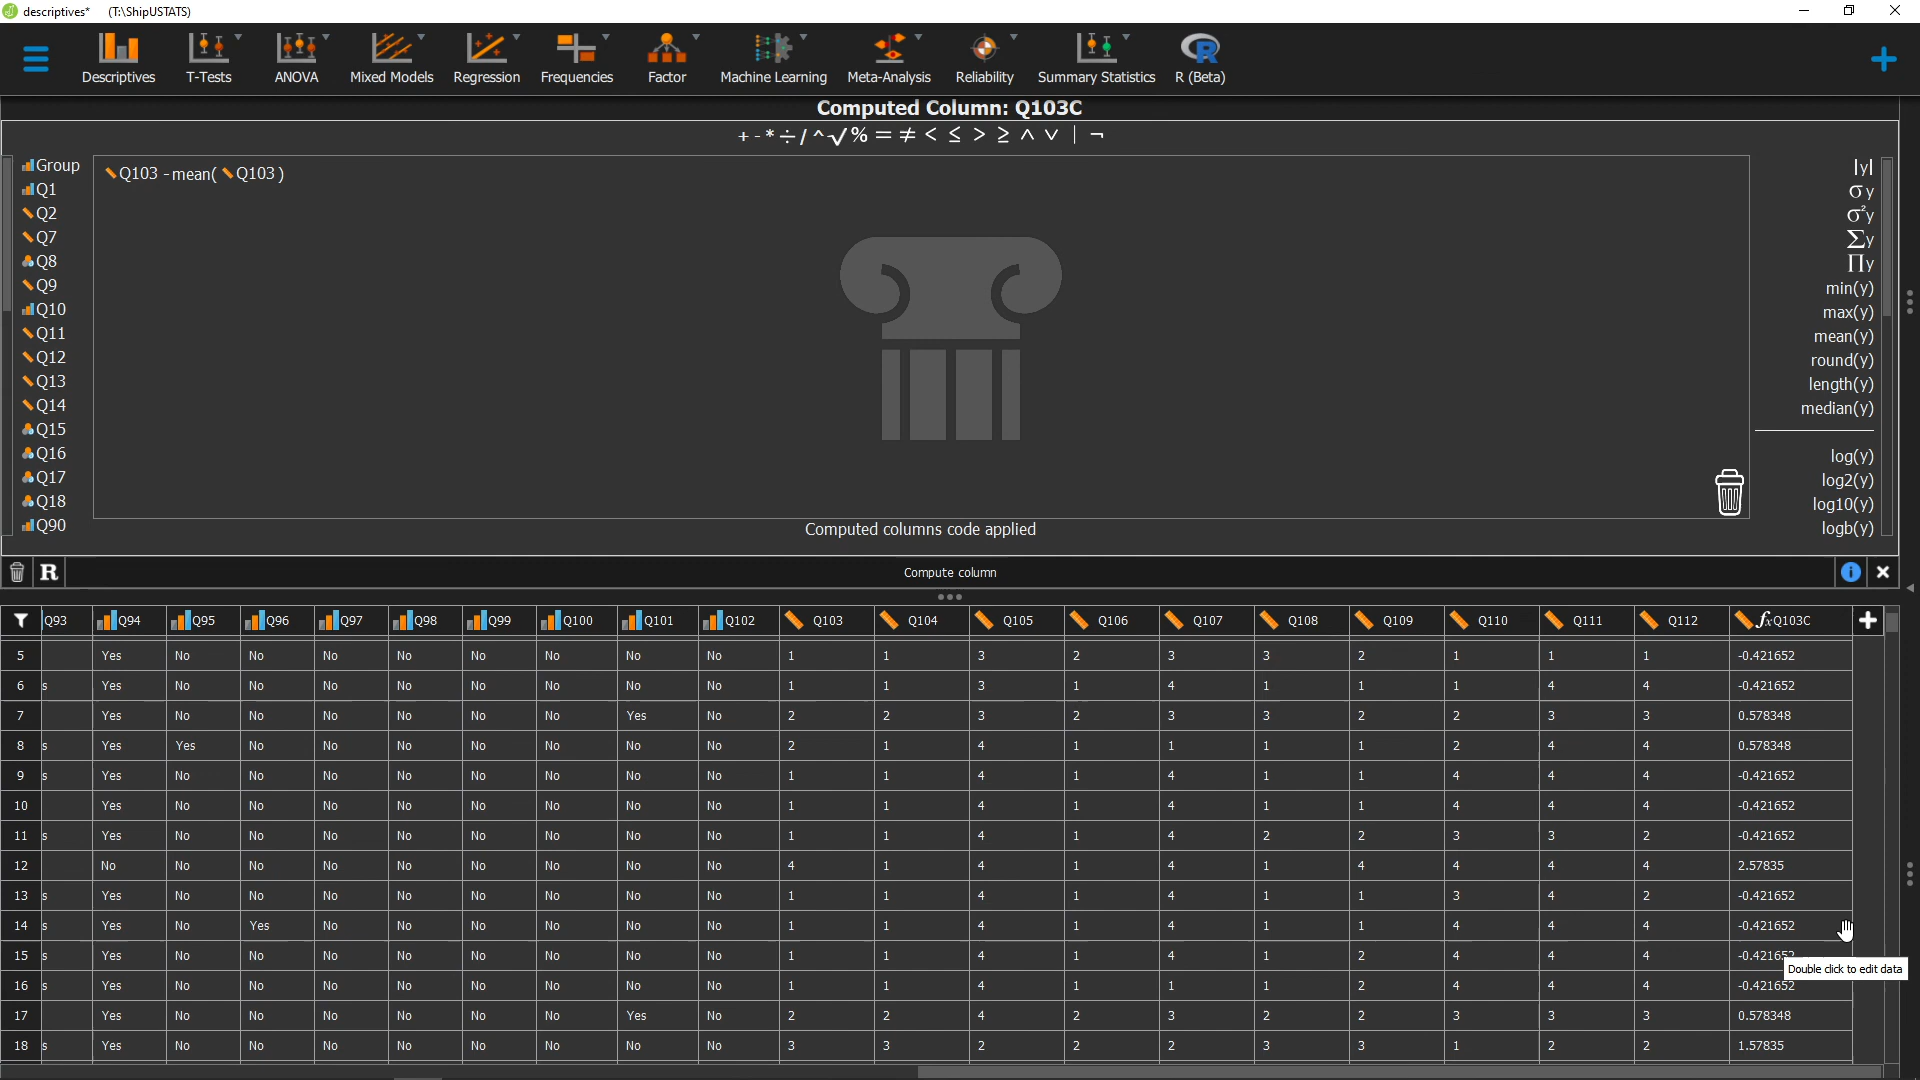 descriptives* (T:\ShipUSTATS)
Descriptives T-Tests ANOVA Mixed Models Regression Frequencies Factor Machine Learning Meta-Analysis Reliability Summary Statistics R (Beta)
Computed Column: Q103C
+ - * ÷ / ^ √ % = ≠ < ≤ > ≥ ∧ ∨ | ¬
Group
Q1
Q2
Q7
Q8
Q9
Q10
Q11
Q12
Q13
Q14
Q15
Q16
Q17
Q18
Q90
Q103 - mean( Q103 )
|y|
σy
σ²y
∑y
∏y
min(y)
max(y)
mean(y)
round(y)
length(y)
median(y)
log(y)
log2(y)
log10(y)
logb(y)
Computed columns code applied
R Compute column i
Q93 Q94 Q95 Q96 Q97 Q98 Q99 Q100 Q101 Q102 Q103 Q104 Q105 Q106 Q107 Q108 Q109 Q110 Q111 Q112 fx Q103C
5 Yes No No No No No No No No 1 1 3 2 3 3 2 1 1 1 -0.421652
6 s Yes No No No No No No No No 1 1 3 1 4 1 1 1 4 4 -0.421652
7 Yes No No No No No No Yes No 2 2 3 2 3 3 2 2 3 3 0.578348
8 s Yes Yes No No No No No No No 2 1 4 1 1 1 1 2 4 4 0.578348
9 s Yes No No No No No No No No 1 1 4 1 4 1 1 4 4 4 -0.421652
10 Yes No No No No No No No No 1 1 4 1 4 1 1 4 4 4 -0.421652
11 s Yes No No No No No No No No 1 1 4 1 4 2 2 3 3 2 -0.421652
12 No No No No No No No No No 4 1 4 1 4 1 4 4 4 4 2.57835
13 s Yes No No No No No No No No 1 1 4 1 4 1 1 3 4 2 -0.421652
14 s Yes No Yes No No No No No No 1 1 4 1 4 1 1 4 4 4 -0.421652
15 s Yes No No No No No No No No 1 1 4 1 4 1 2 4 4 4 -0.421652
Double click to edit data
16 s Yes No No No No No No No No 1 1 4 1 1 1 2 4 4 4 -0.421652
17 Yes No No No No No No Yes No 2 2 4 2 3 2 2 3 3 3 0.578348
18 s Yes No No No No No No No No 3 3 2 2 2 3 3 1 2 2 1.57835